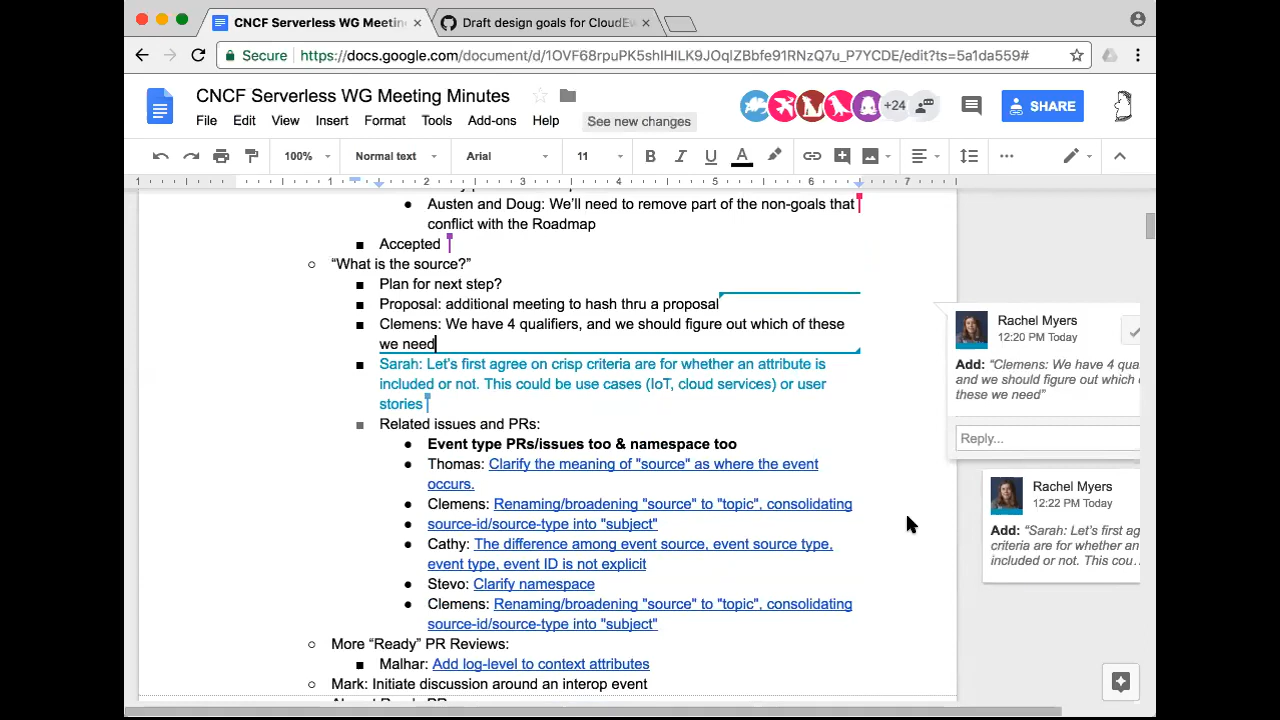 CNCF Serverless WG Meeting
Draft design goals for CloudEv
Secure
https://docs.google.com/document/d/1OVF68rpuPK5shIHILK9JOqlZBbfe91RNzQ7u_P7YCDE/edit?ts=5a1da559#
CNCF Serverless WG Meeting Minutes
+24
SHARE
File Edit View Insert Format Tools Add-ons Help See new changes
100% Normal text Arial 11 B I U A
1 1 2 3 4 5 6 7
Austen and Doug: We'll need to remove part of the non-goals that
conflict with the Roadmap
Accepted
“What is the source?”
Plan for next step?
Proposal: additional meeting to hash thru a proposal
Clemens: We have 4 qualifiers, and we should figure out which of these
we need
Sarah: Let's first agree on crisp criteria are for whether an attribute is
included or not. This could be use cases (IoT, cloud services) or user
stories
Related issues and PRs:
Event type PRs/issues too & namespace too
Thomas: Clarify the meaning of "source" as where the event
occurs.
Clemens: Renaming/broadening "source" to "topic", consolidating
source-id/source-type into "subject"
Cathy: The difference among event source, event source type,
event type, event ID is not explicit
Stevo: Clarify namespace
Clemens: Renaming/broadening "source" to "topic", consolidating
source-id/source-type into "subject"
More “Ready” PR Reviews:
Malhar: Add log-level to context attributes
Mark: Initiate discussion around an interop event
Rachel Myers
12:20 PM Today
Add: “Clemens: We have 4 qua
and we should figure out which
these we need”
Reply...
Rachel Myers
12:22 PM Today
Add: “Sarah: Let's first ag
criteria are for whether an
included or not. This cou…